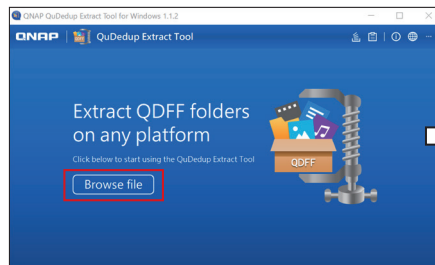 QNAP QuDedup Extract Tool for Windows 1.1.2
QNAP | QuDedup Extract Tool
Extract QDFF folders
on any platform
Click below to start using the QuDedup Extract Tool
Browse file
QDFF